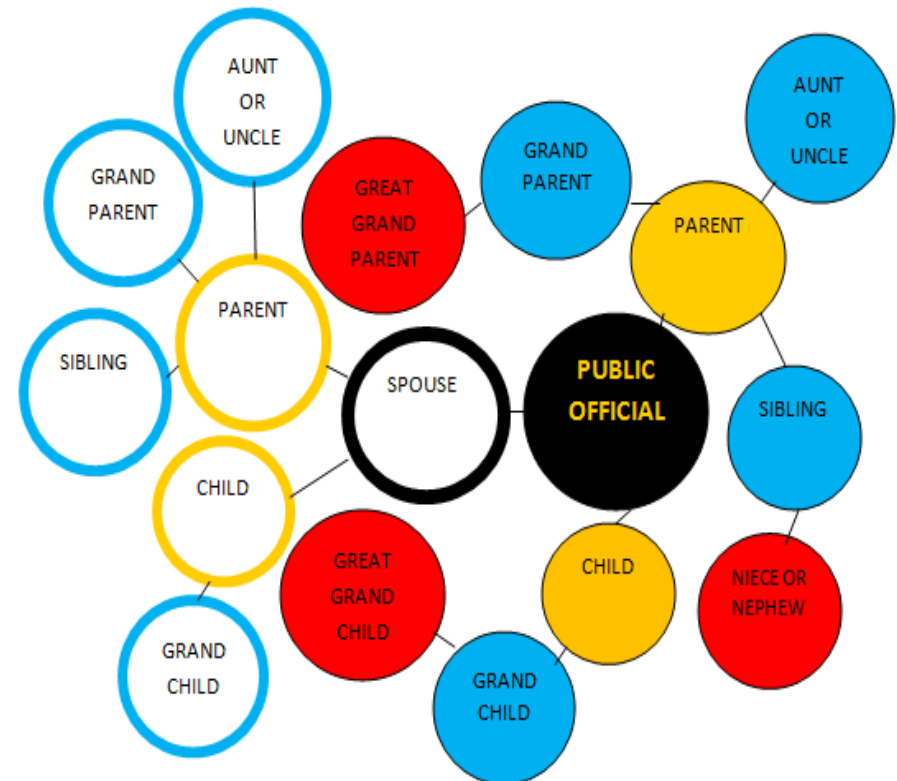 AUNT
OR
UNCLE
GRAND
PARENT
PARENT
SIBLING
CHILD
GRAND
CHILD
SPOUSE
GREAT
GRAND
PARENT
GRAND
PARENT
AUNT
OR
UNCLE
PARENT
PUBLIC
OFFICIAL
SIBLING
NIECE OR
NEPHEW
CHILD
GRAND
CHILD
GREAT
GRAND
CHILD